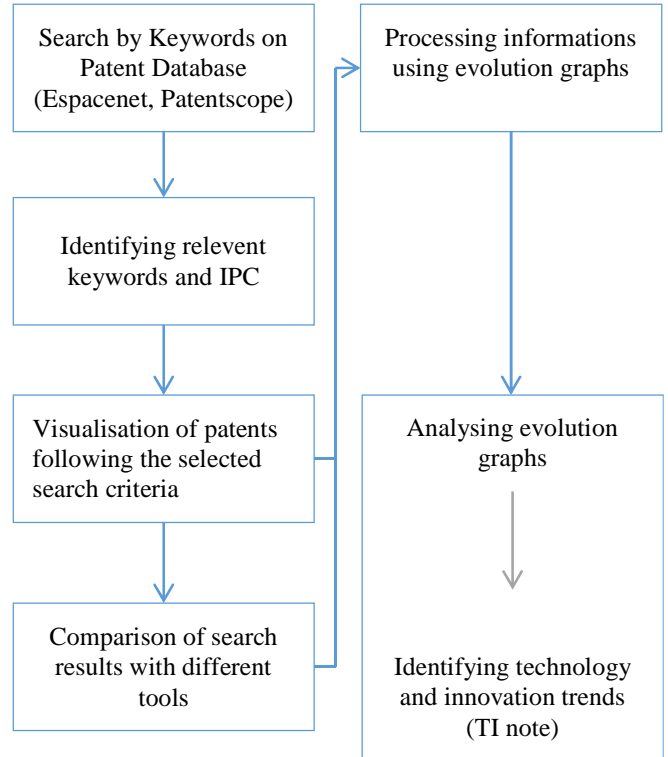 Search by Keywords on
Patent Database
(Espacenet, Patentscope)
Identifying relevent
keywords and IPC
Visualisation of patents
following the selected
search criteria
Comparison of search
results with different
tools
Processing informations
using evolution graphs
Analysing evolution
graphs
Identifying technology
and innovation trends
(TI note)